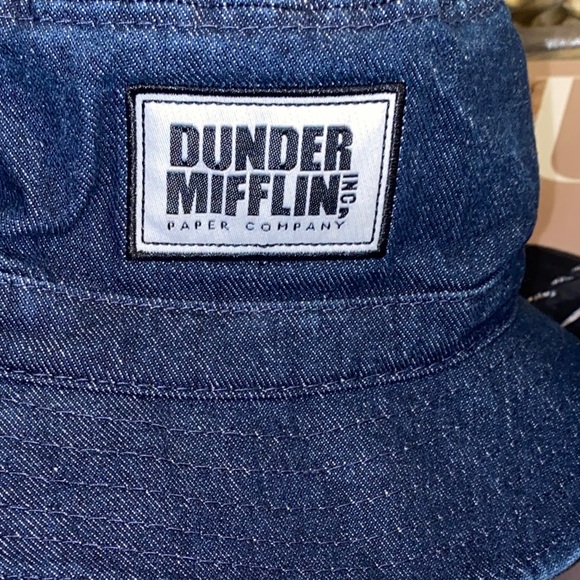 DUNDER
MIFFLIN INC.
PAPER COMPANY